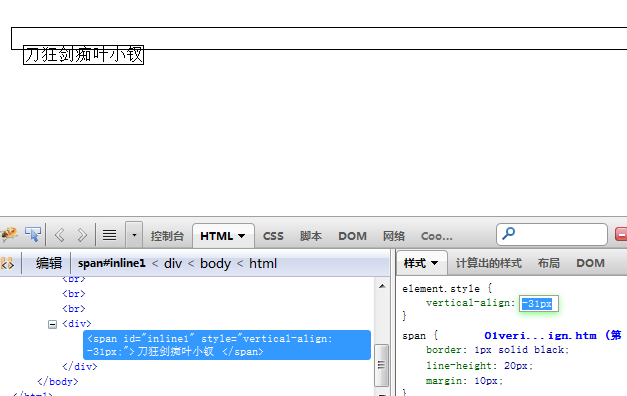 刀狂剑痴叶小钗
控制台 HTML CSS 脚本 DOM 网络 Coo...
编辑 span#inline1 < div < body < html
样式 计算出的样式 布局 DOM
<br>
<br>
<br>
<div>
<span id="inline1" style="vertical-align:
-31px;">刀狂剑痴叶小钗 </span>
</div>
</body>
</html>
element.style {
vertical-align: -31px
}
span { 01veri...ign.htm (第
border: 1px solid black;
line-height: 20px;
margin: 10px;
}